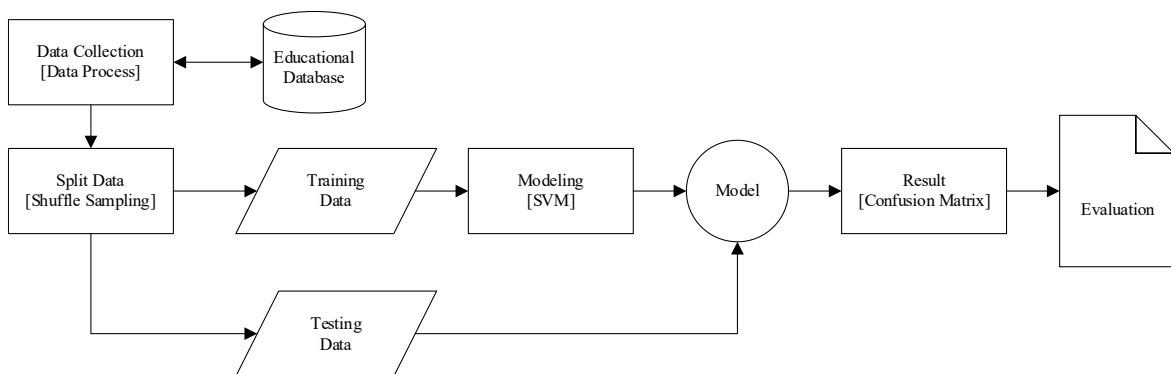 Data Collection
[Data Process]
Educational
Database
Split Data
[Shuffle Sampling]
Training
Data
Modeling
[SVM]
Model
Result
[Confusion Matrix]
Evaluation
Testing
Data